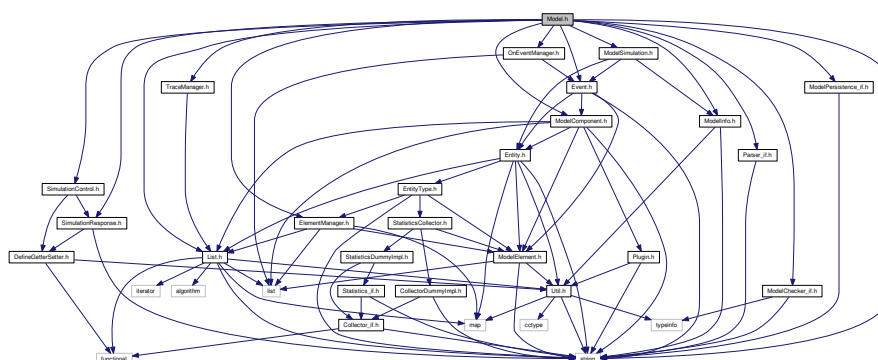 Model.h
OnEventManager.h
ModelSimulation.h
TraceManager.h
Event.h
ModelPersistence_if.h
ModelComponent.h
ModelInfo.h
Entity.h
Parser_if.h
SimulationControl.h
EntityType.h
SimulationResponse.h
ElementManager.h
StatisticsCollector.h
DefineGetterSetter.h
List.h
StatisticsDummyImpl.h
ModelElement.h
Plugin.h
iterator
algorithm
list
Statistics_if.h
CollectorDummyImpl.h
Util.h
ModelChecker_if.h
Collector_if.h
map
cctype
typeinfo
functional
string